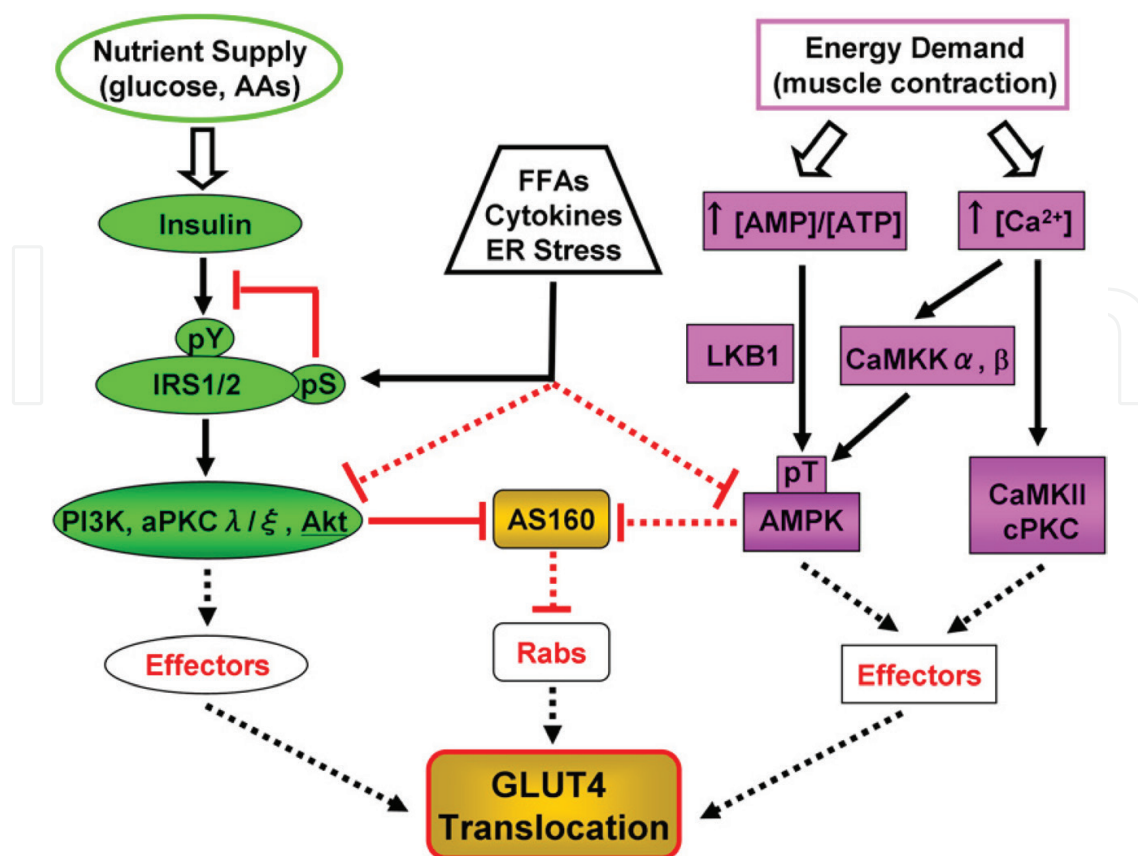 Nutrient Supply
(glucose, AAs)
Energy Demand
(muscle contraction)
FFAs
Cytokines
ER Stress
Insulin
↑ [AMP]/[ATP]
↑ [Ca²⁺]
pY
IRS1/2
pS
LKB1
CaMKK α, β
pT
AMPK
CaMKII
cPKC
PI3K, aPKC λ/ξ, Akt
AS160
Effectors
Rabs
Effectors
GLUT4
Translocation